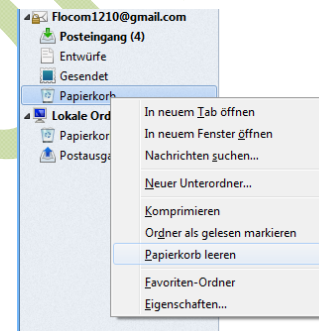 Flocom1210@gmail.com
Posteingang (4)
Entwürfe
Gesendet
Papierkorb
Lokale Ord
Papierkor
Postausga
In neuem Tab öffnen
In neuem Fenster öffnen
Nachrichten suchen...
Neuer Unterordner...
Komprimieren
Ordner als gelesen markieren
Papierkorb leeren
Favoriten-Ordner
Eigenschaften...